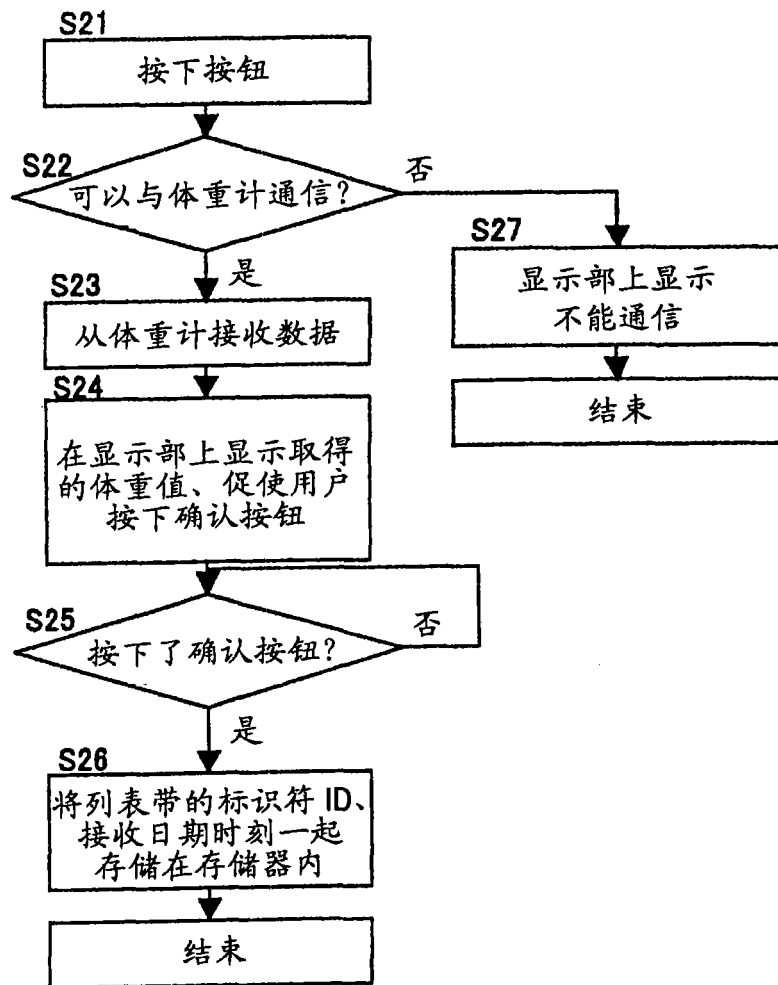 S21
按下按钮
S22
可以与体重计通信?
否
是
S27
显示部上显示
不能通信
结束
S23
从体重计接收数据
S24
在显示部上显示取得
的体重值、促使用户
按下确认按钮
S25
按下了确认按钮?
否
是
S26
将列表带的标识符 ID、
接收日期时刻一起
存储在存储器内
结束